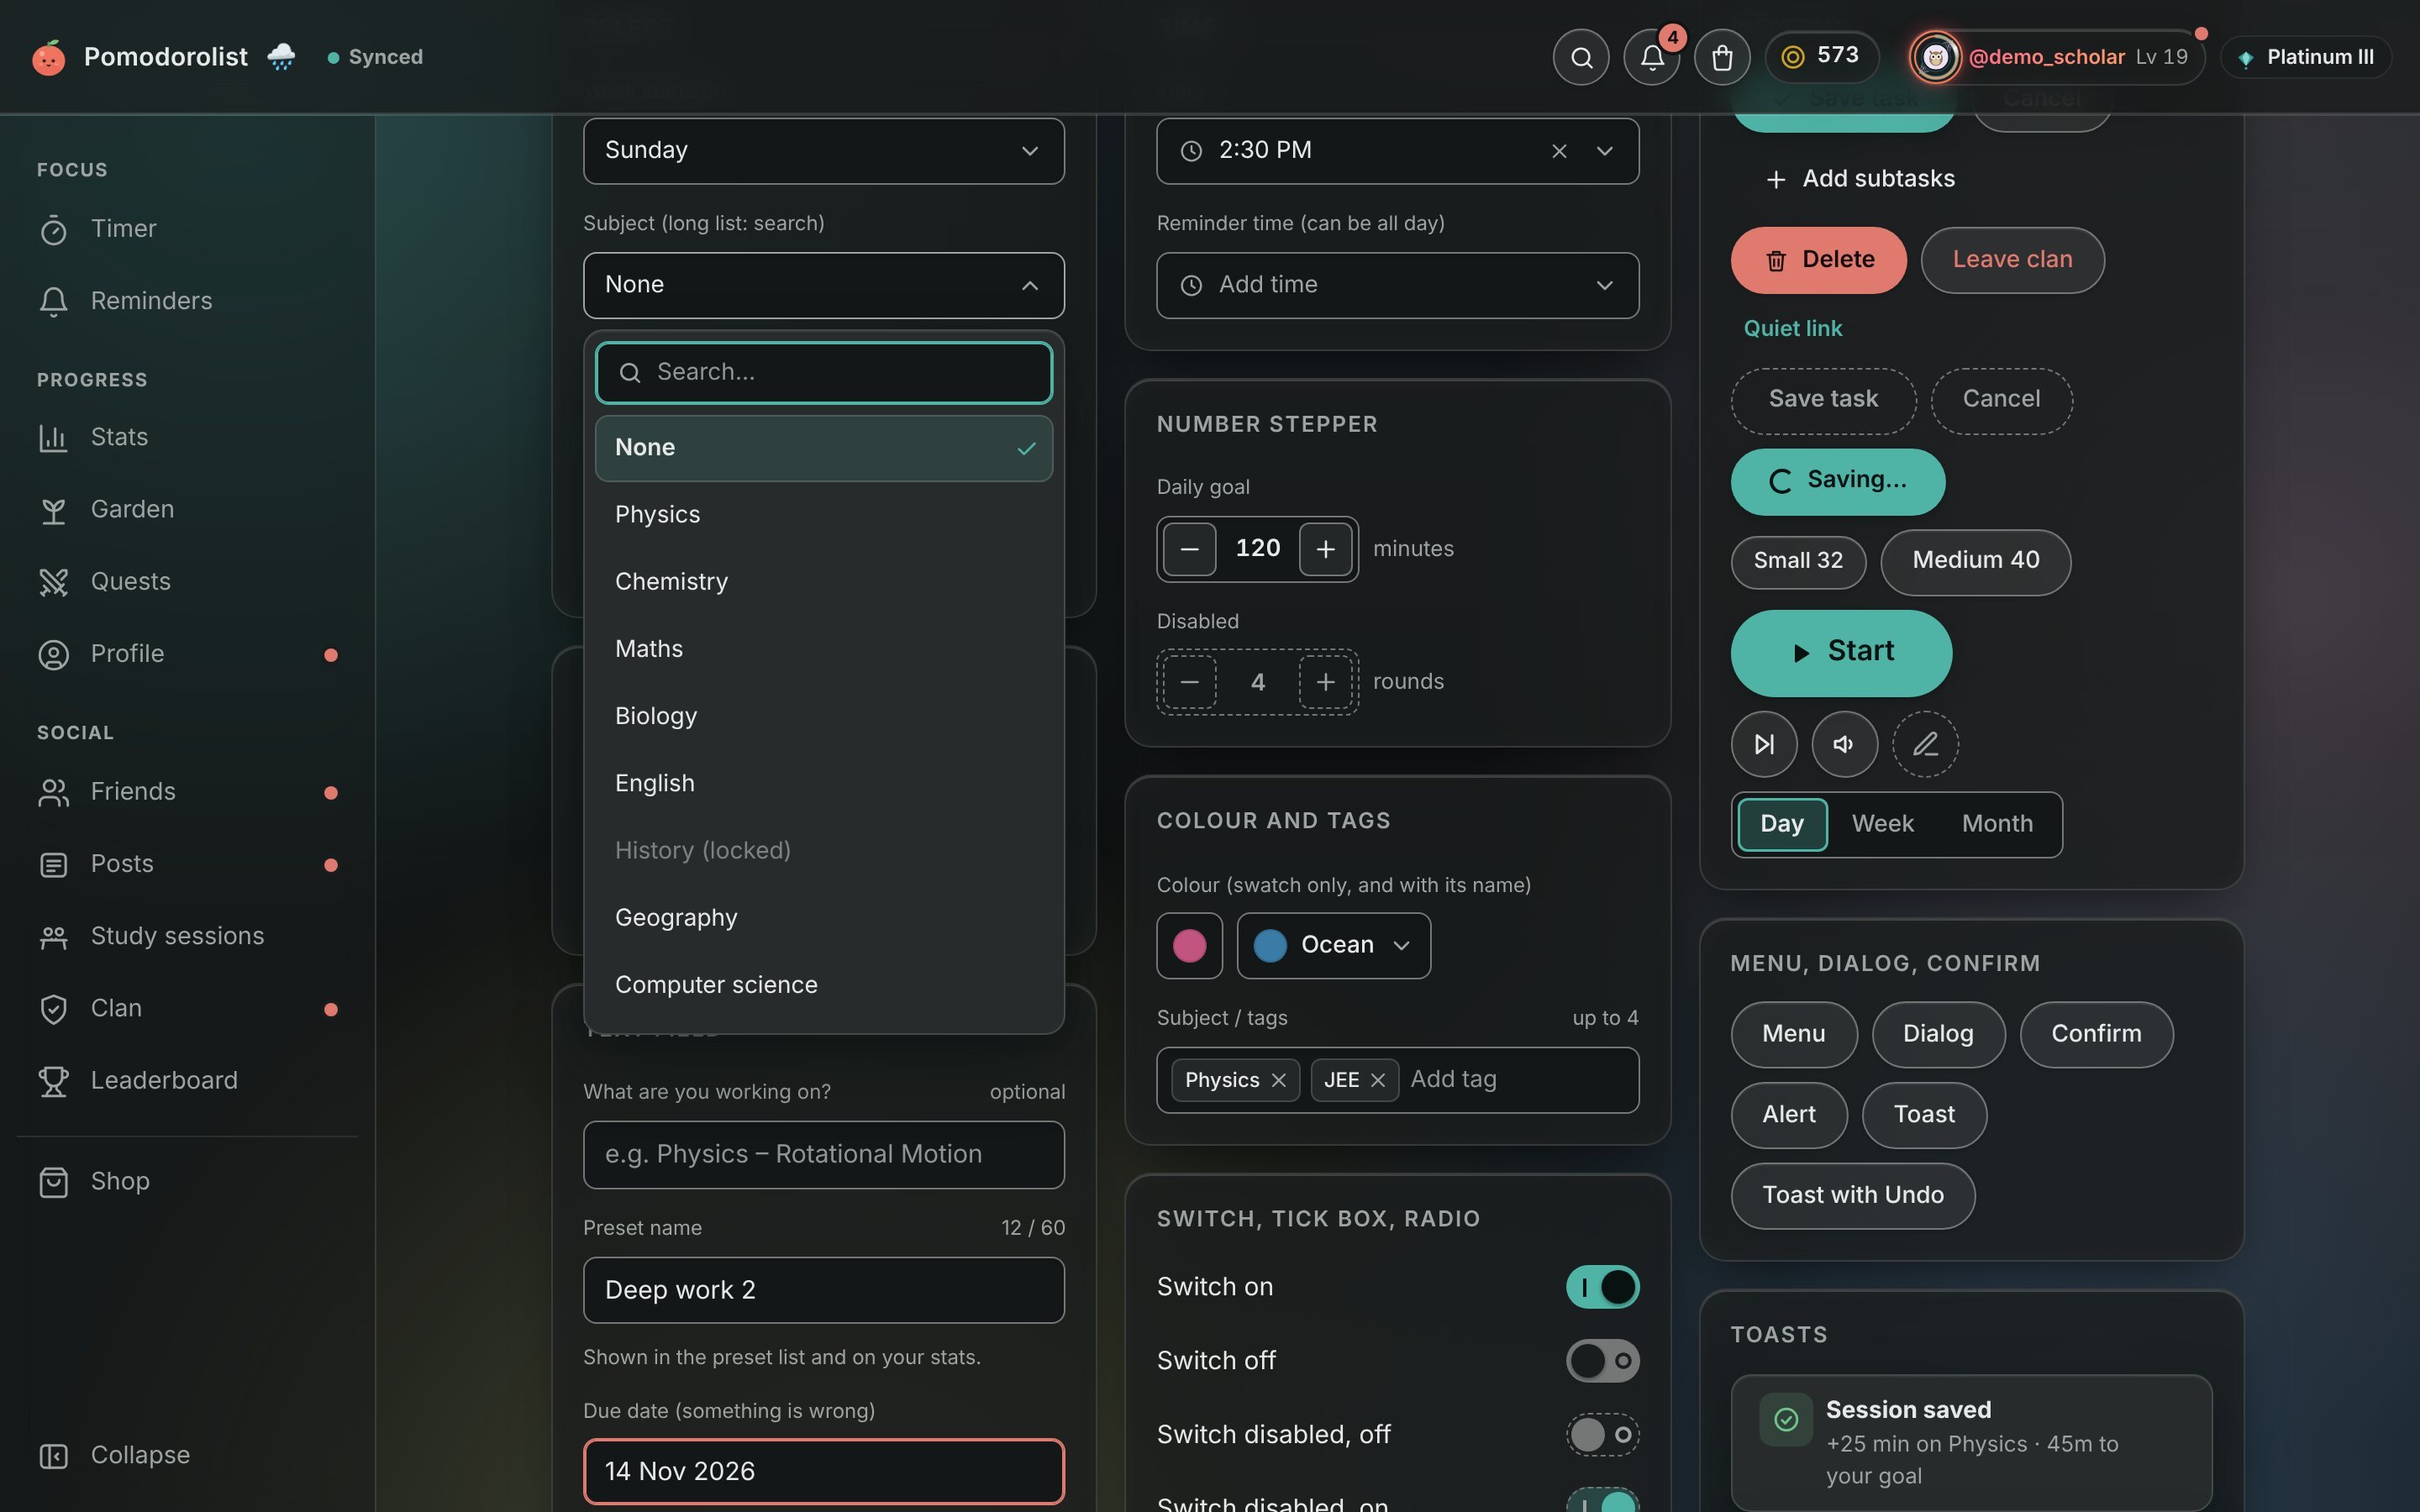 Pomodorolist
Synced
4
573
@demo_scholar Lv 19
Platinum III
FOCUS
Timer
Reminders
PROGRESS
Stats
Garden
Quests
Profile
SOCIAL
Friends
Posts
Study sessions
Clan
Leaderboard
Shop
Collapse
Sunday
Subject (long list: search)
None
Search...
None
Physics
Chemistry
Maths
Biology
English
History (locked)
Geography
Computer science
What are you working on? optional
e.g. Physics – Rotational Motion
Preset name 12 / 60
Deep work 2
Shown in the preset list and on your stats.
Due date (something is wrong)
14 Nov 2026
2:30 PM
Reminder time (can be all day)
Add time
NUMBER STEPPER
Daily goal
120 minutes
Disabled
4 rounds
COLOUR AND TAGS
Colour (swatch only, and with its name)
Ocean
Subject / tags up to 4
Physics JEE Add tag
SWITCH, TICK BOX, RADIO
Switch on
Switch off
Switch disabled, off
Switch disabled, on
Save task Cancel
Add subtasks
Delete Leave clan
Quiet link
Save task Cancel
Saving...
Small 32 Medium 40
Start
Day Week Month
MENU, DIALOG, CONFIRM
Menu Dialog Confirm
Alert Toast
Toast with Undo
TOASTS
Session saved
+25 min on Physics · 45m to
your goal